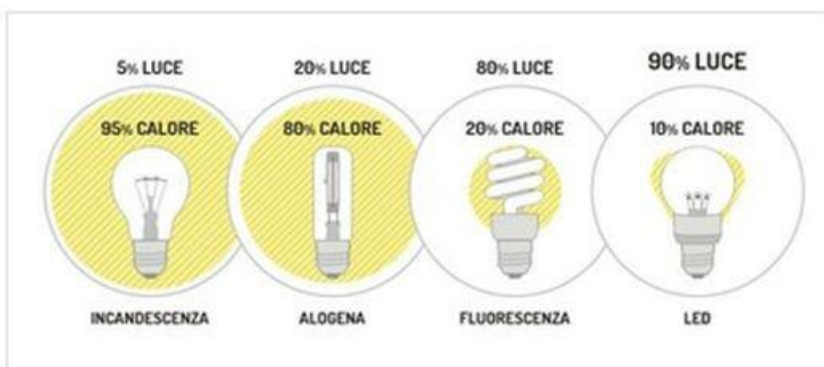 5% LUCE
20% LUCE
80% LUCE
90% LUCE
95% CALORE
80% CALORE
20% CALORE
10% CALORE
INCANDESCENZA
ALOGENA
FLUORESCENZA
LED